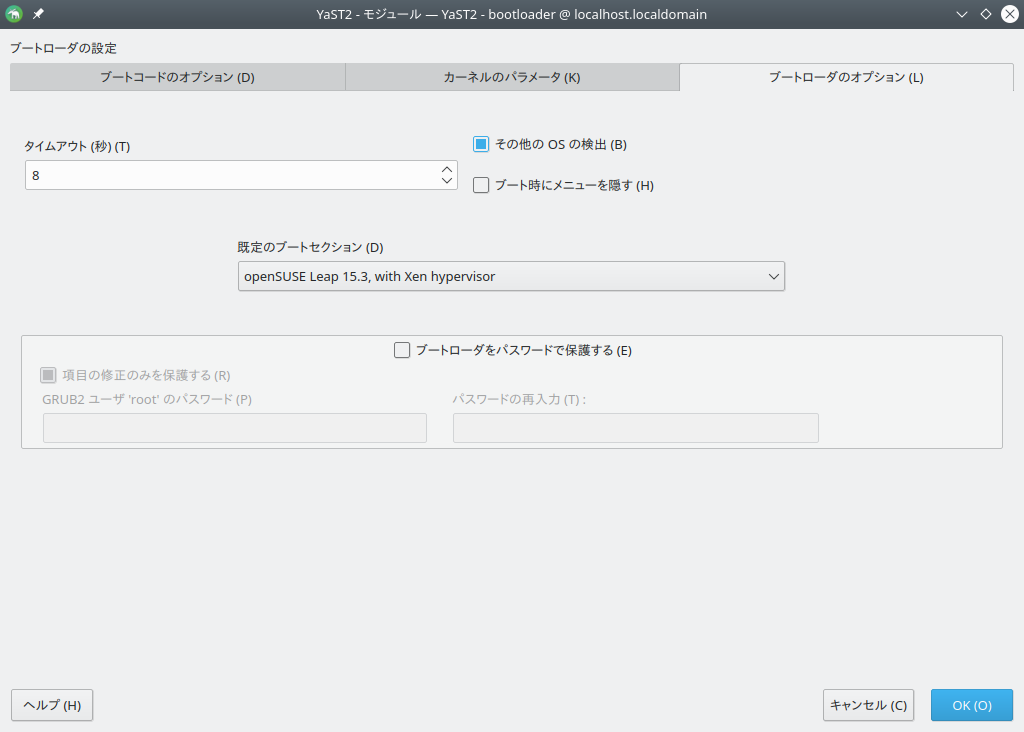 YaST2 - モジュール — YaST2 - bootloader @ localhost.localdomain
ブートローダの設定
ブートコードのオプション (D)
カーネルのパラメータ (K)
ブートローダのオプション (L)
タイムアウト (秒) (T)
その他の OS の検出 (B)
8
ブート時にメニューを隠す (H)
既定のブートセクション (D)
openSUSE Leap 15.3, with Xen hypervisor
ブートローダをパスワードで保護する (E)
項目の修正のみを保護する (R)
GRUB2 ユーザ 'root' のパスワード (P)
パスワードの再入力 (T) :
ヘルプ (H)
キャンセル (C)
OK (O)